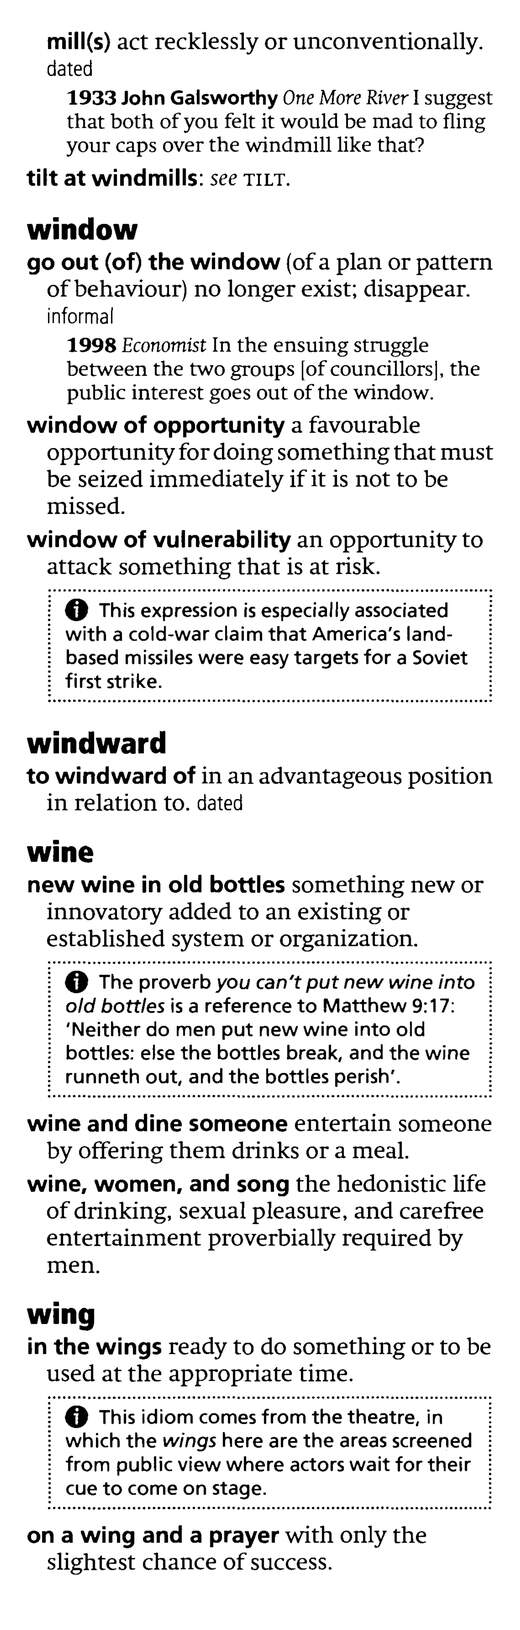 mill(s) act recklessly or unconventionally.
dated
1933 John Galsworthy One More River I suggest
that both of you felt it would be mad to fling
your caps over the windmill like that?
tilt at windmills: see TILT.
window
go out (of) the window (of a plan or pattern
of behaviour) no longer exist; disappear.
informal
1998 Economist In the ensuing struggle
between the two groups [of councillors], the
public interest goes out of the window.
window of opportunity a favourable
opportunity for doing something that must
be seized immediately if it is not to be
missed.
window of vulnerability an opportunity to
attack something that is at risk.
i This expression is especially associated
with a cold-war claim that America's land-
based missiles were easy targets for a Soviet
first strike.
windward
to windward of in an advantageous position
in relation to. dated
wine
new wine in old bottles something new or
innovatory added to an existing or
established system or organization.
i The proverb you can't put new wine into
old bottles is a reference to Matthew 9:17:
'Neither do men put new wine into old
bottles: else the bottles break, and the wine
runneth out, and the bottles perish'.
wine and dine someone entertain someone
by offering them drinks or a meal.
wine, women, and song the hedonistic life
of drinking, sexual pleasure, and carefree
entertainment proverbially required by
men.
wing
in the wings ready to do something or to be
used at the appropriate time.
i This idiom comes from the theatre, in
which the wings here are the areas screened
from public view where actors wait for their
cue to come on stage.
on a wing and a prayer with only the
slightest chance of success.